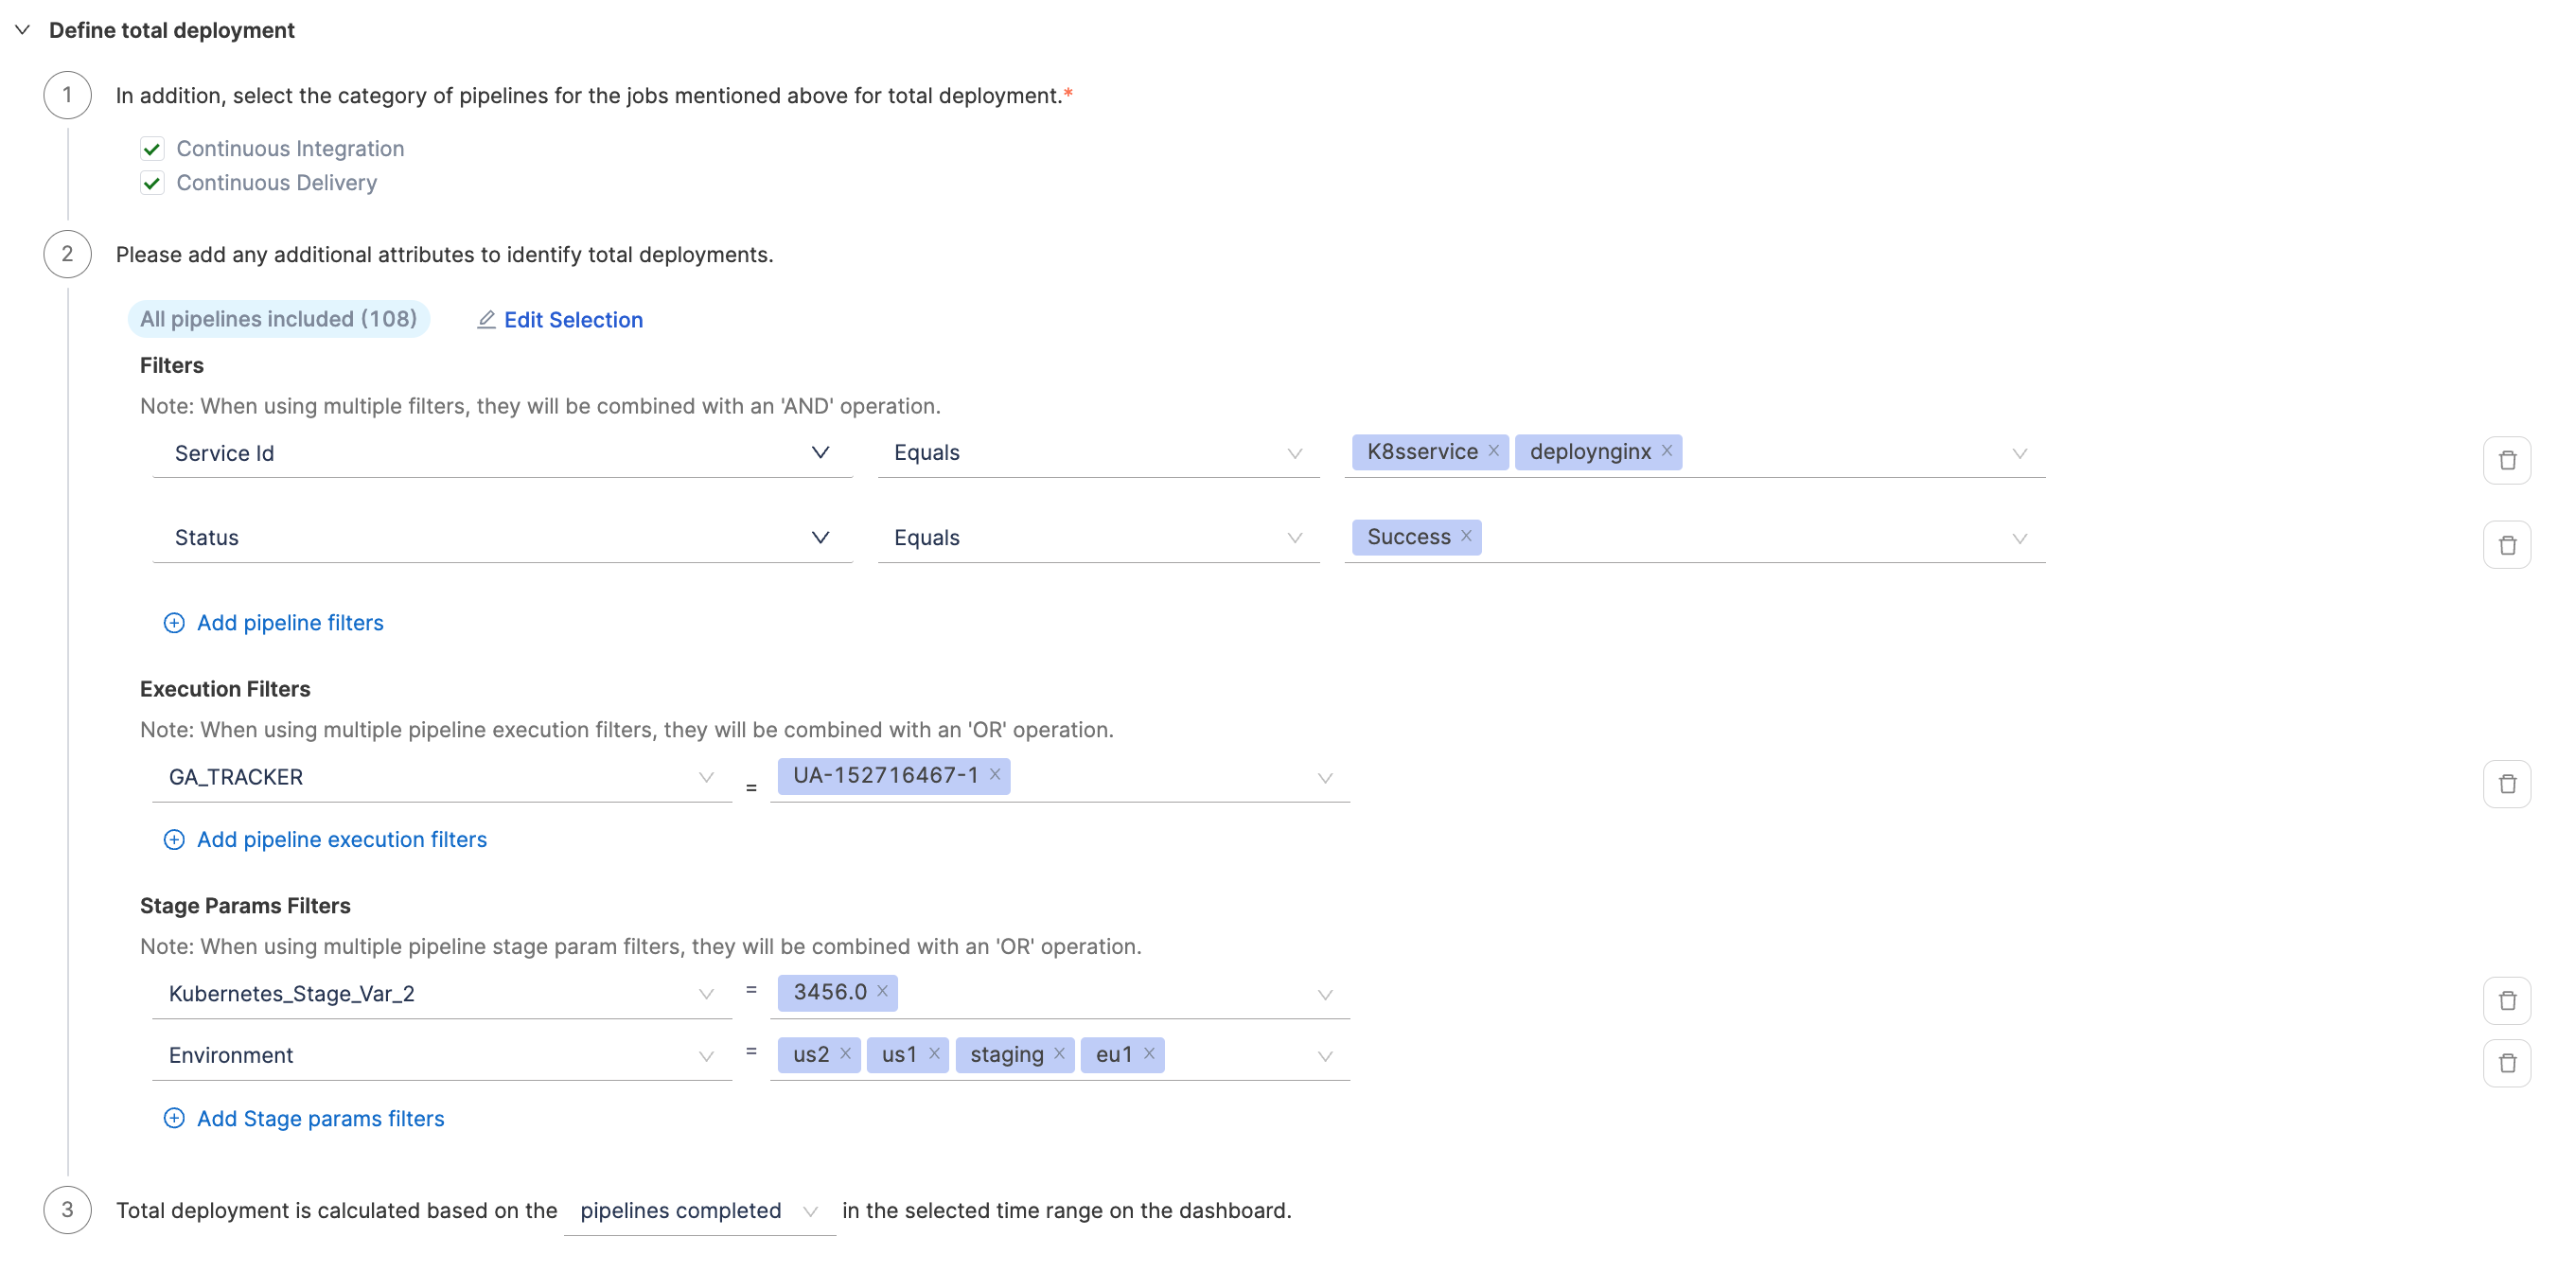 Define total deployment
1 In addition, select the category of pipelines for the jobs mentioned above for total deployment.*
Continuous Integration
Continuous Delivery
2 Please add any additional attributes to identify total deployments.
All pipelines included (108) Edit Selection
Filters
Note: When using multiple filters, they will be combined with an 'AND' operation.
Service Id Equals K8sservice deploynginx
Status Equals Success
Add pipeline filters
Execution Filters
Note: When using multiple pipeline execution filters, they will be combined with an 'OR' operation.
GA_TRACKER = UA-152716467-1
Add pipeline execution filters
Stage Params Filters
Note: When using multiple pipeline stage param filters, they will be combined with an 'OR' operation.
Kubernetes_Stage_Var_2 = 3456.0
Environment = us2 us1 staging eu1
Add Stage params filters
3 Total deployment is calculated based on the pipelines completed in the selected time range on the dashboard.